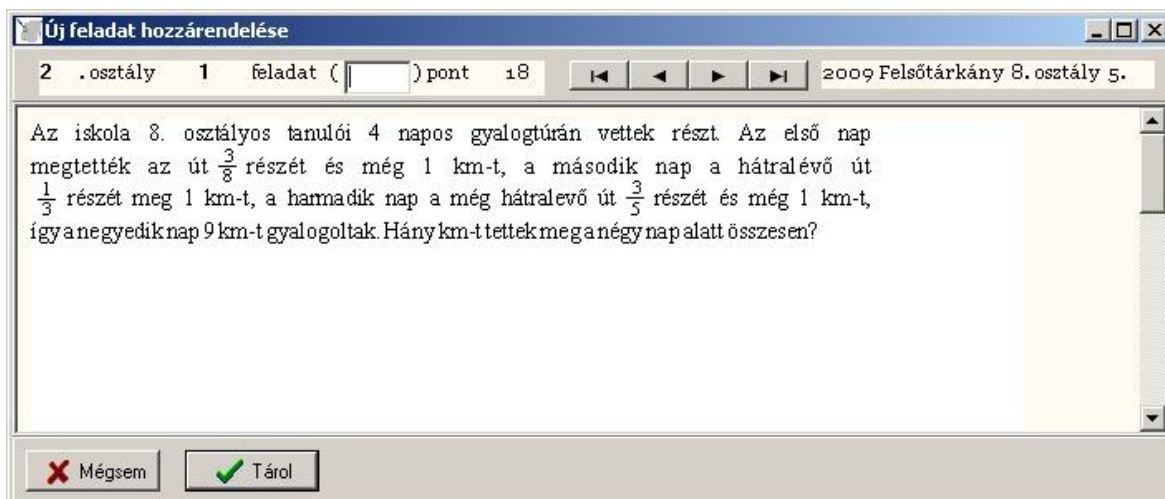 Új feladat hozzárendelése
2 .osztály 1 feladat ( ) pont 18 2009 Felsőtárkány 8. osztály 5.
Az iskola 8. osztályos tanulói 4 napos gyalogtúrán vettek részt. Az első nap
megtették az út 3/8 részét és még 1 km-t, a második nap a hátralévő út
1/3 részét meg 1 km-t, a harmadik nap a még hátralevő út 3/5 részét és még 1 km-t,
így a negyedik nap 9 km-t gyalogoltak. Hány km-t tettek meg a négy nap alatt összesen?
Mégsem Tárol